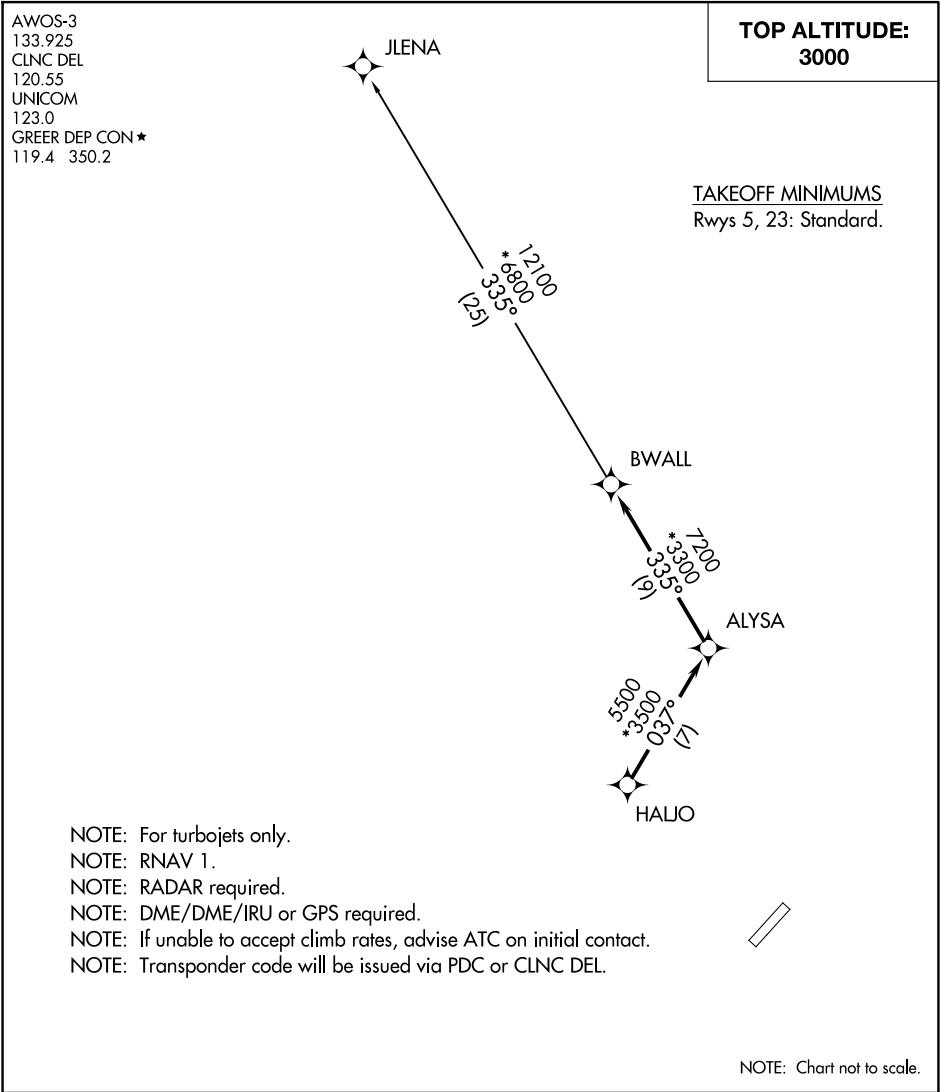 AWOS-3
133.925
CLNC DEL
120.55
UNICOM
123.0
GREER DEP CON ★
119.4 350.2
TOP ALTITUDE:
3000
JLENA
TAKEOFF MINIMUMS
Rwys 5, 23: Standard.
12100
*6800
335°
(25)
BWALL
7200
*3300
335°
(9)
ALYSA
5500
*3500
037°
(7)
HALJO
NOTE: For turbojets only.
NOTE: RNAV 1.
NOTE: RADAR required.
NOTE: DME/DME/IRU or GPS required.
NOTE: If unable to accept climb rates, advise ATC on initial contact.
NOTE: Transponder code will be issued via PDC or CLNC DEL.
NOTE: Chart not to scale.